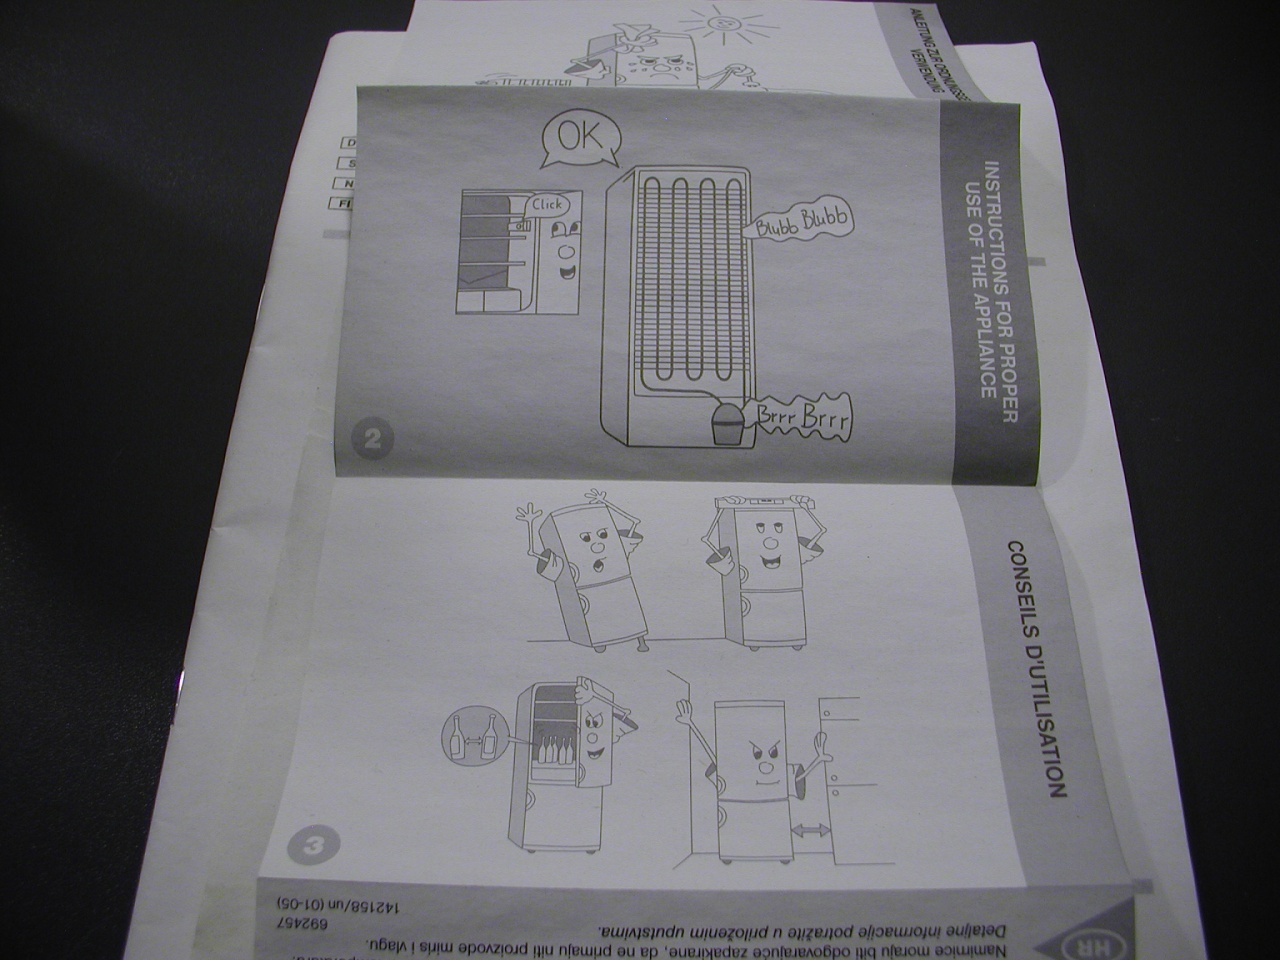 ANLEITUNG ZUR
VERWENDUNG
D
S
N
FI
OK
Click
Blubb Blubb
Brrr Brrr
INSTRUCTIONS FOR PROPER
USE OF THE APPLIANCE
2
CONSEILS D'UTILISATION
3
HR
Namirnice moraju biti odgovarajuće zapakirane, da ne primaju niti proizvode miris i vlagu.
Detaljne informacije potražite u priloženim uputstvima.
692457
142158/un (01-05)